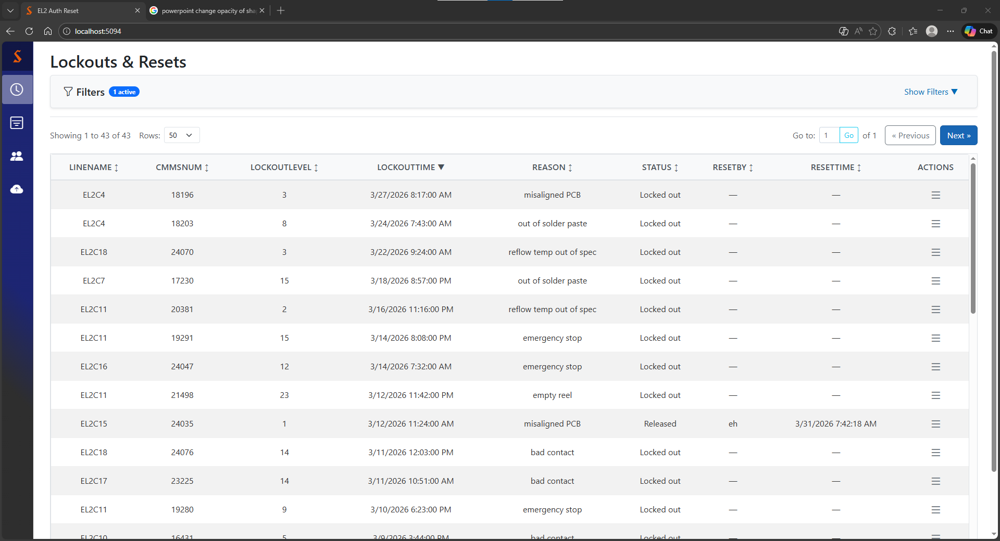 EL2 Auth Reset
powerpoint change opacity of sha
localhost:5094
Chat
Lockouts & Resets
Filters 1 active Show Filters ▼
Showing 1 to 43 of 43 Rows: 50 Go to: 1 Go of 1 « Previous Next »
LINENAME CMMSNUM LOCKOUTLEVEL LOCKOUTTIME ▼ REASON STATUS RESETBY RESETTIME ACTIONS
EL2C4 18196 3 3/27/2026 8:17:00 AM misaligned PCB Locked out — —
EL2C4 18203 8 3/24/2026 7:43:00 AM out of solder paste Locked out — —
EL2C18 24070 3 3/22/2026 9:24:00 AM reflow temp out of spec Locked out — —
EL2C7 17230 15 3/18/2026 8:57:00 PM out of solder paste Locked out — —
EL2C11 20381 2 3/16/2026 11:16:00 PM reflow temp out of spec Locked out — —
EL2C11 19291 15 3/14/2026 8:08:00 PM emergency stop Locked out — —
EL2C16 24047 12 3/14/2026 7:32:00 AM emergency stop Locked out — —
EL2C11 21498 23 3/12/2026 11:42:00 PM empty reel Locked out — —
EL2C15 24035 1 3/12/2026 11:24:00 AM misaligned PCB Released eh 3/31/2026 7:42:18 AM
EL2C18 24076 14 3/11/2026 12:03:00 PM bad contact Locked out — —
EL2C17 23225 14 3/11/2026 10:51:00 AM bad contact Locked out — —
EL2C11 19280 9 3/10/2026 6:23:00 PM emergency stop Locked out — —
EL2C10 16431 5 3/9/2026 3:44:00 PM bad contact Locked out — —